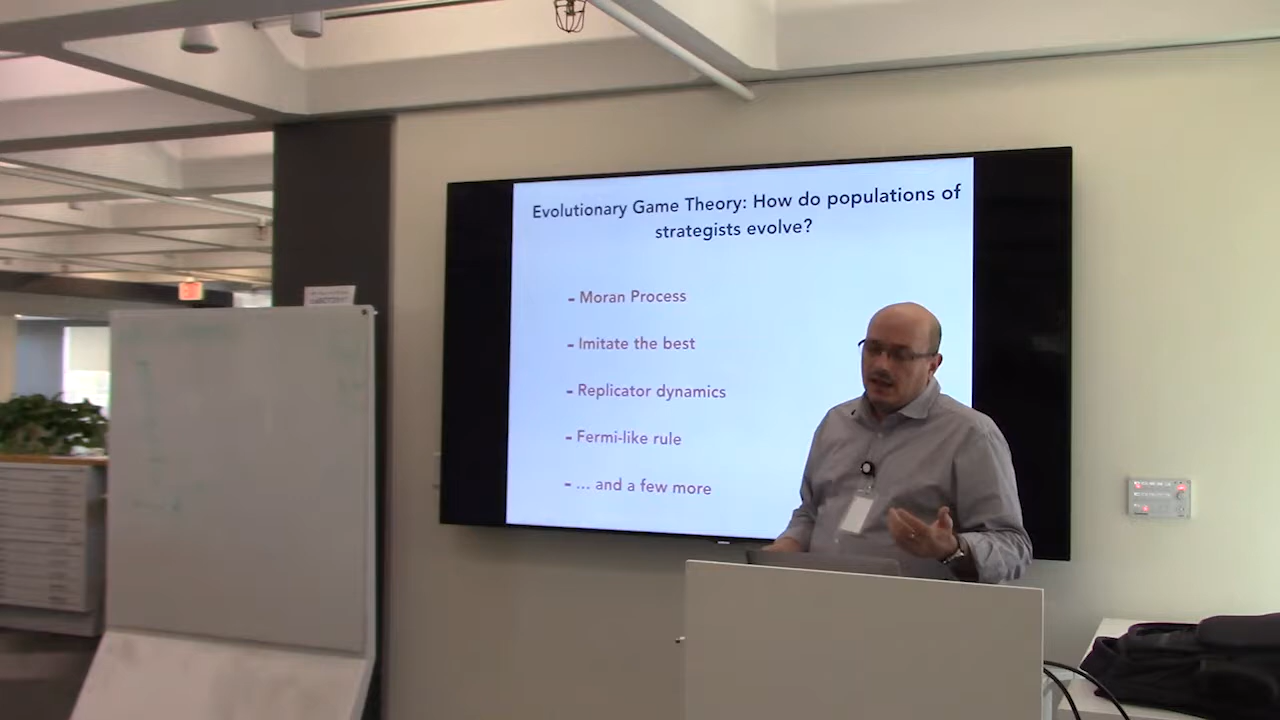 Evolutionary Game Theory: How do populations of
strategists evolve?
- Moran Process
- Imitate the best
- Replicator dynamics
- Fermi-like rule
- ... and a few more